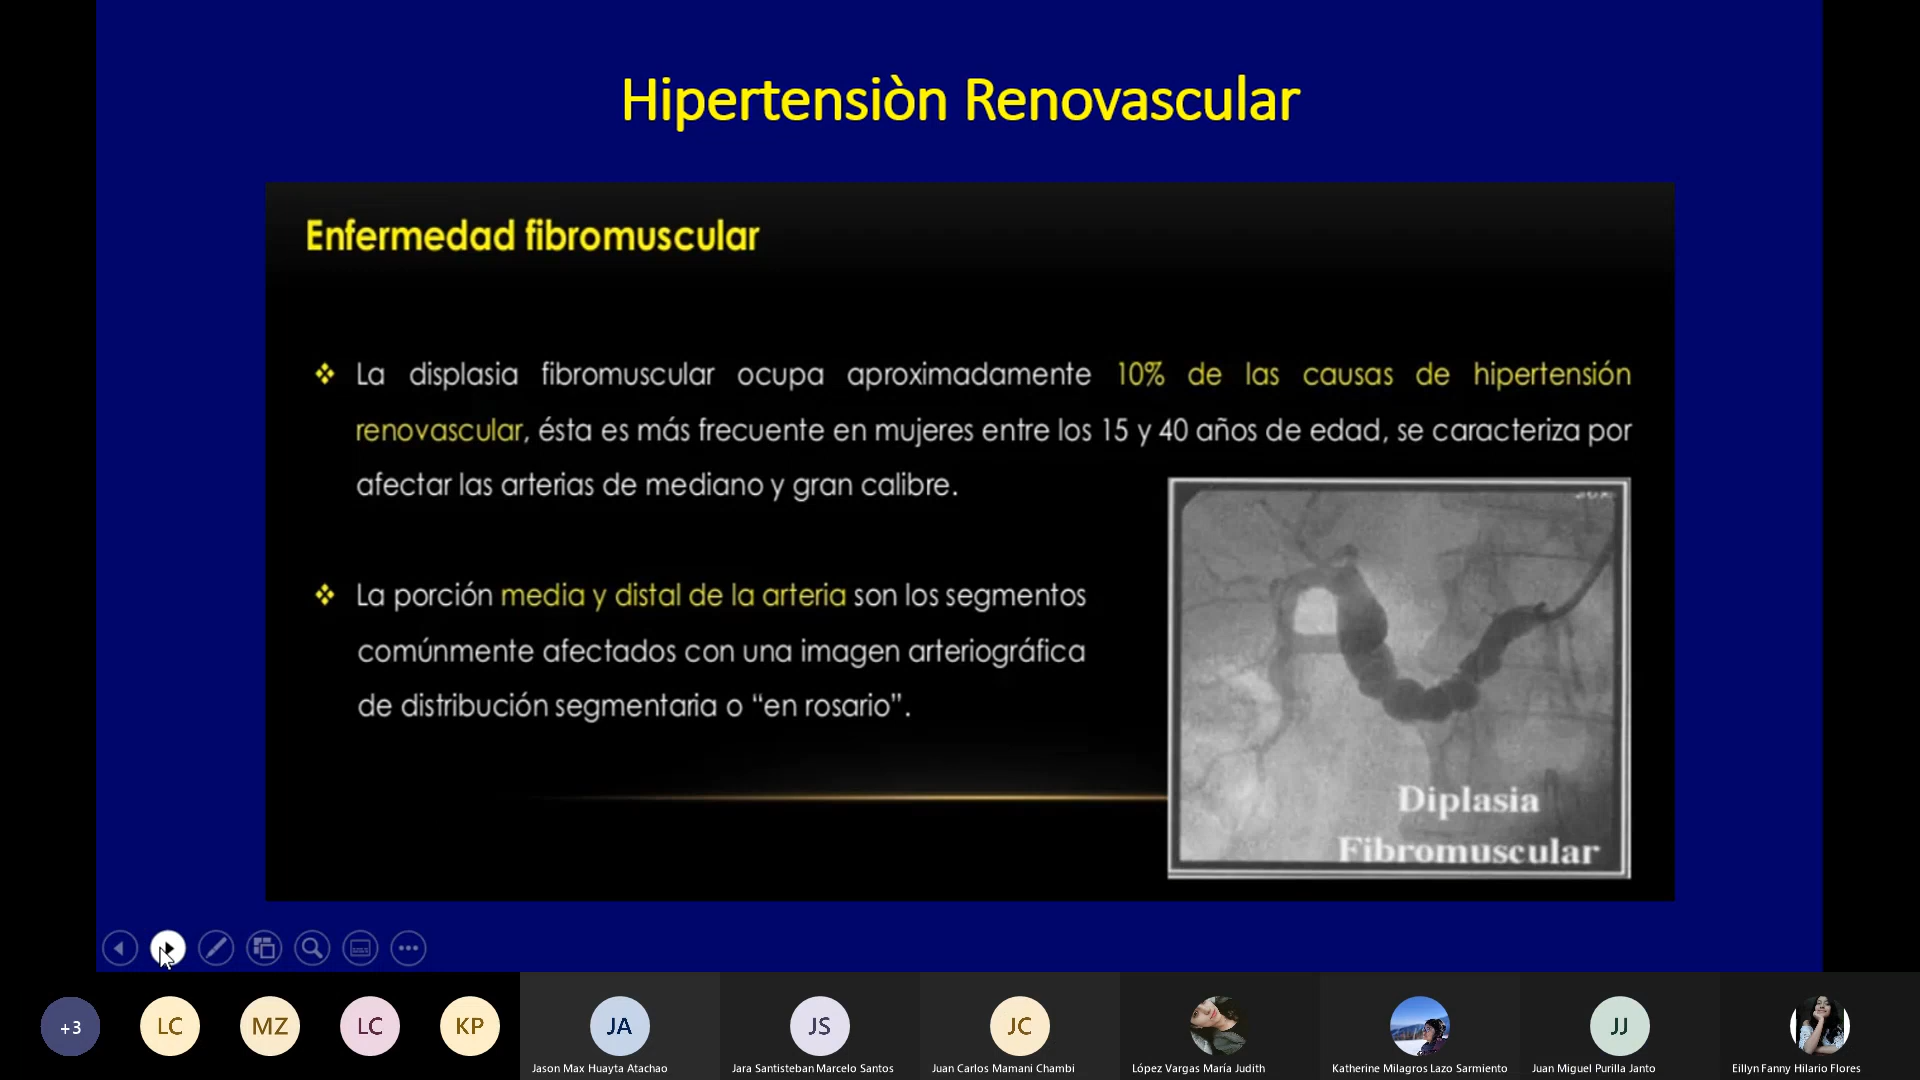 Hipertensiòn Renovascular
Enfermedad fibromuscular
❖ La displasia fibromuscular ocupa aproximadamente 10% de las causas de hipertensión
renovascular, ésta es más frecuente en mujeres entre los 15 y 40 años de edad, se caracteriza por
afectar las arterias de mediano y gran calibre.
❖ La porción media y distal de la arteria son los segmentos
comúnmente afectados con una imagen arteriográfica
de distribución segmentaria o “en rosario”.
Diplasia
Fibromuscular
+3
LC
MZ
LC
KP
JA
JS
JC
JJ
Jason Max Huayta Atachao
Jara Santisteban Marcelo Santos
Juan Carlos Mamani Chambi
López Vargas María Judith
Katherine Milagros Lazo Sarmiento
Juan Miguel Purilla Janto
Eillyn Fanny Hilario Flores